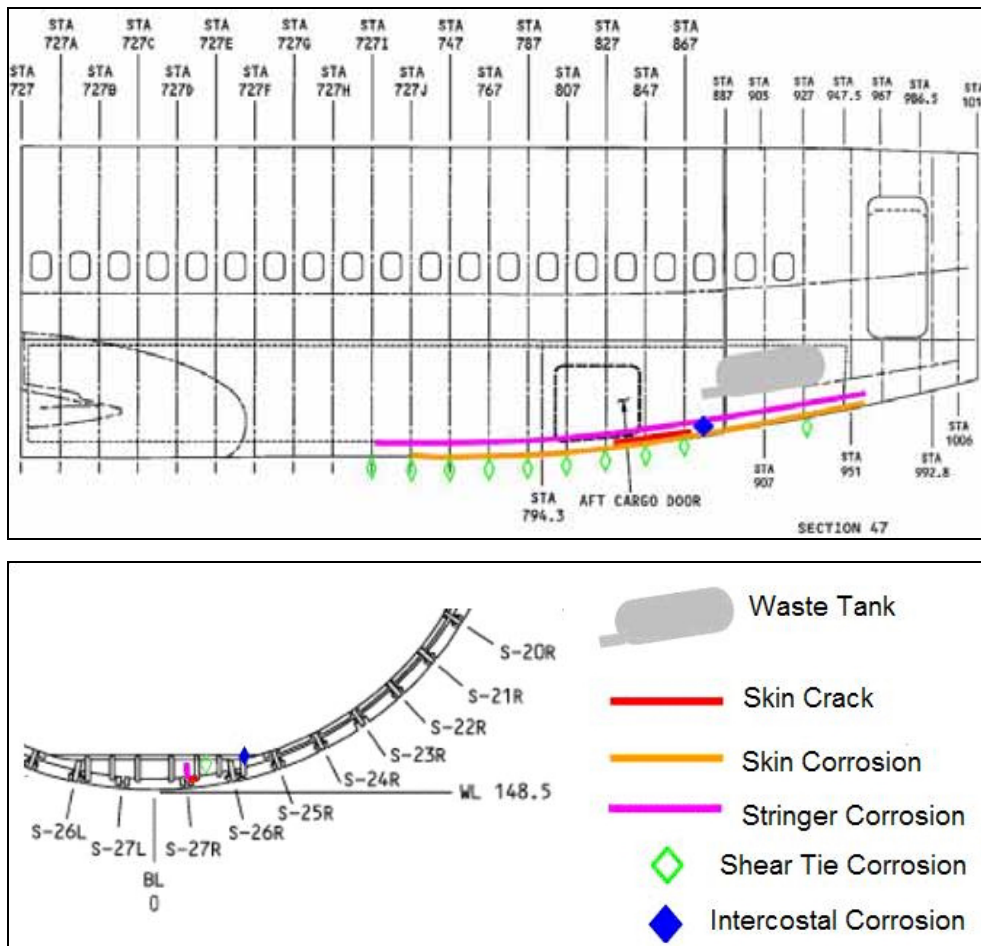 STA 727A
STA 727C
STA 727E
STA 727G
STA 727I
STA 747
STA 787
STA 827
STA 867
STA 727
STA 727B
STA 727D
STA 727F
STA 727H
STA 727J
STA 767
STA 807
STA 847
STA 887
STA 905
STA 927
STA 947.5
STA 967
STA 986.5
STA 794.3
AFT CARGO DOOR
STA 907
STA 951
STA 992.8
STA 1006
SECTION 47
S-20R
S-21R
S-22R
S-23R
S-24R
S-25R
S-26R
S-27R
S-27L
S-26L
WL 148.5
BL 0
Waste Tank
Skin Crack
Skin Corrosion
Stringer Corrosion
Shear Tie Corrosion
Intercostal Corrosion